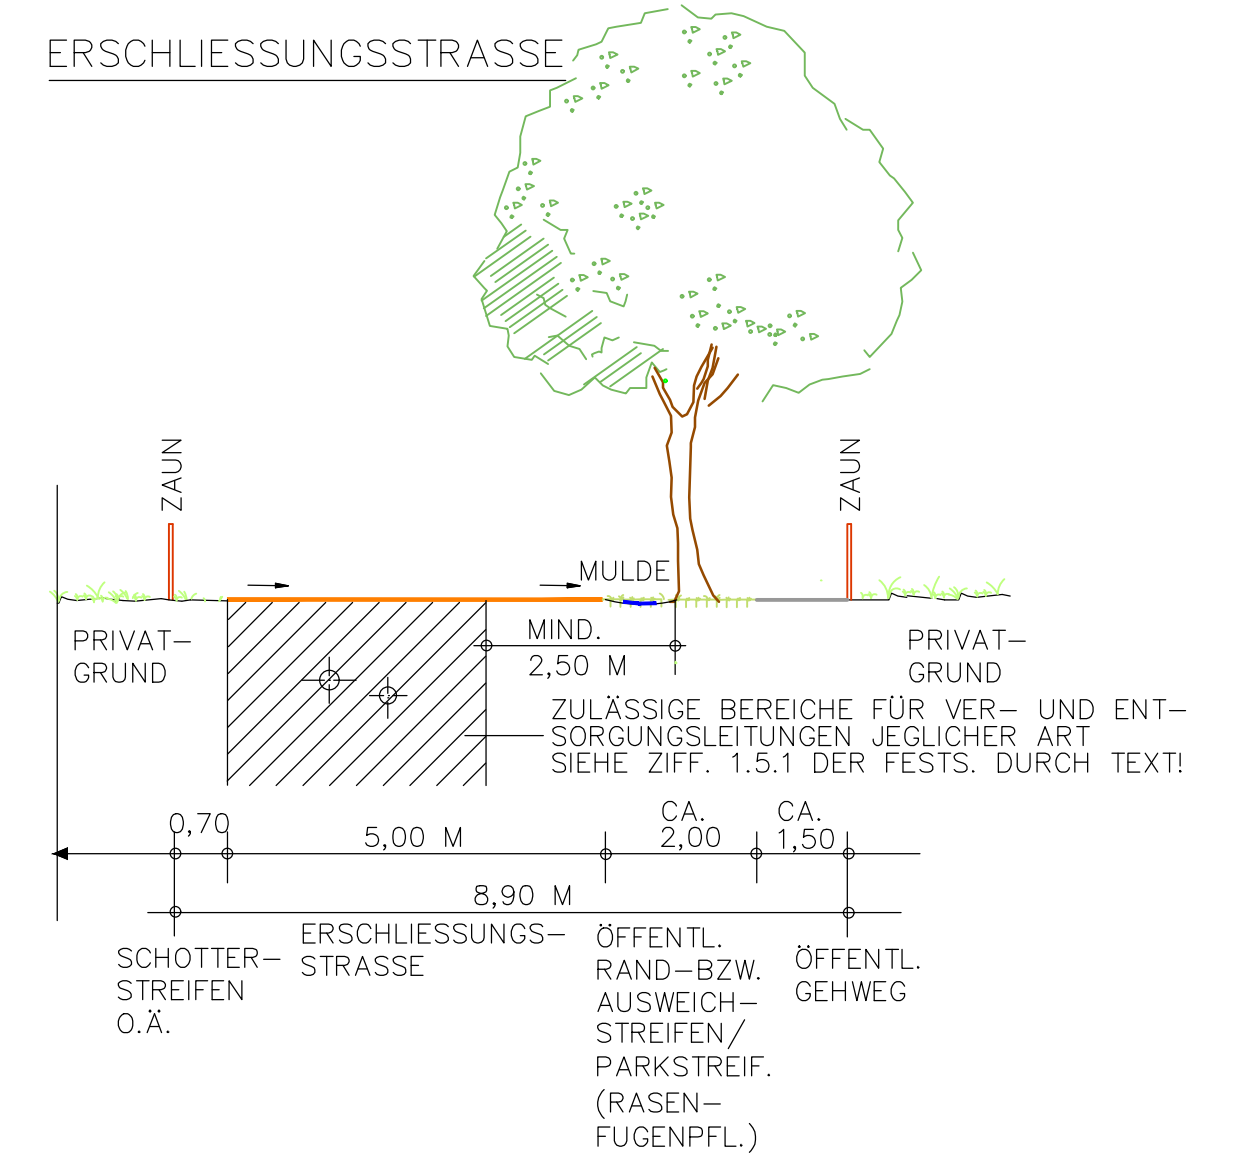 ERSCHLIESSUNGSSTRASSE
ZAUN
ZAUN
MULDE
PRIVAT–
GRUND
MIND.
2,50 M
PRIVAT–
GRUND
ZULÄSSIGE BEREICHE FÜR VER– UND ENT–
SORGUNGSLEITUNGEN JEGLICHER ART
SIEHE ZIFF. 1.5.1 DER FESTS. DURCH TEXT!
0,70
5,00 M
CA.
2,00
CA.
1,50
8,90 M
SCHOTTER–
STREIFEN
O.Ä.
ERSCHLIESSUNGS–
STRASSE
ÖFFENTL.
RAND–BZW.
AUSWEICH–
STREIFEN/
PARKSTREIF.
(RASEN–
FUGENPFL.)
ÖFFENTL.
GEHWEG